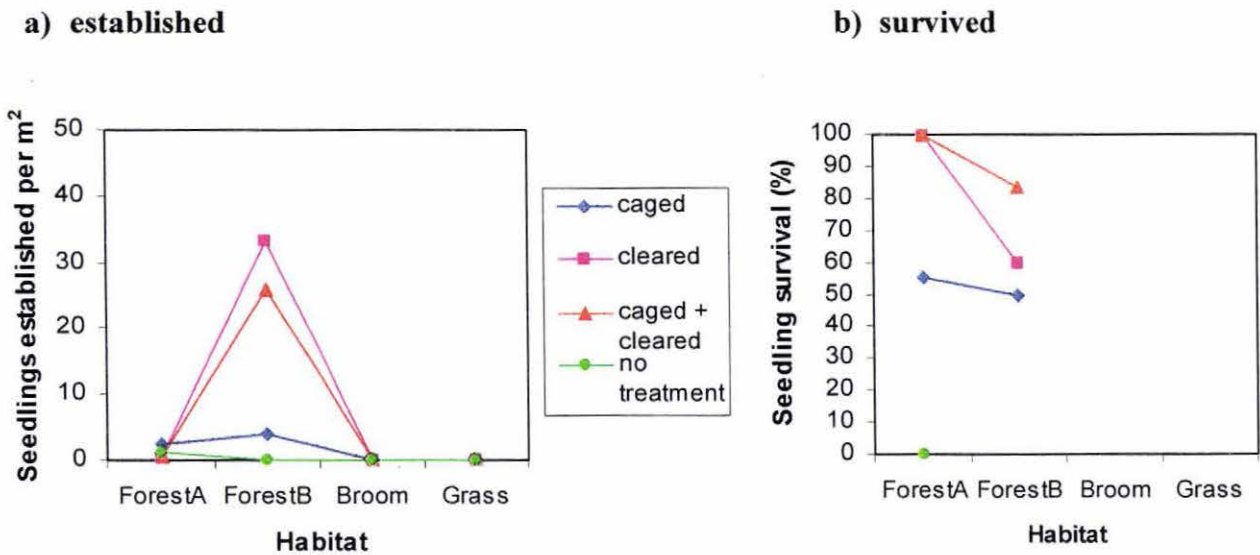 a) established
b) survived
Seedlings established per m²
50
40
30
20
10
0
ForestA ForestB Broom Grass
Habitat
caged
cleared
caged +
cleared
no
treatment
Seedling survival (%)
100
90
80
70
60
50
40
30
20
10
0
ForestA ForestB Broom Grass
Habitat